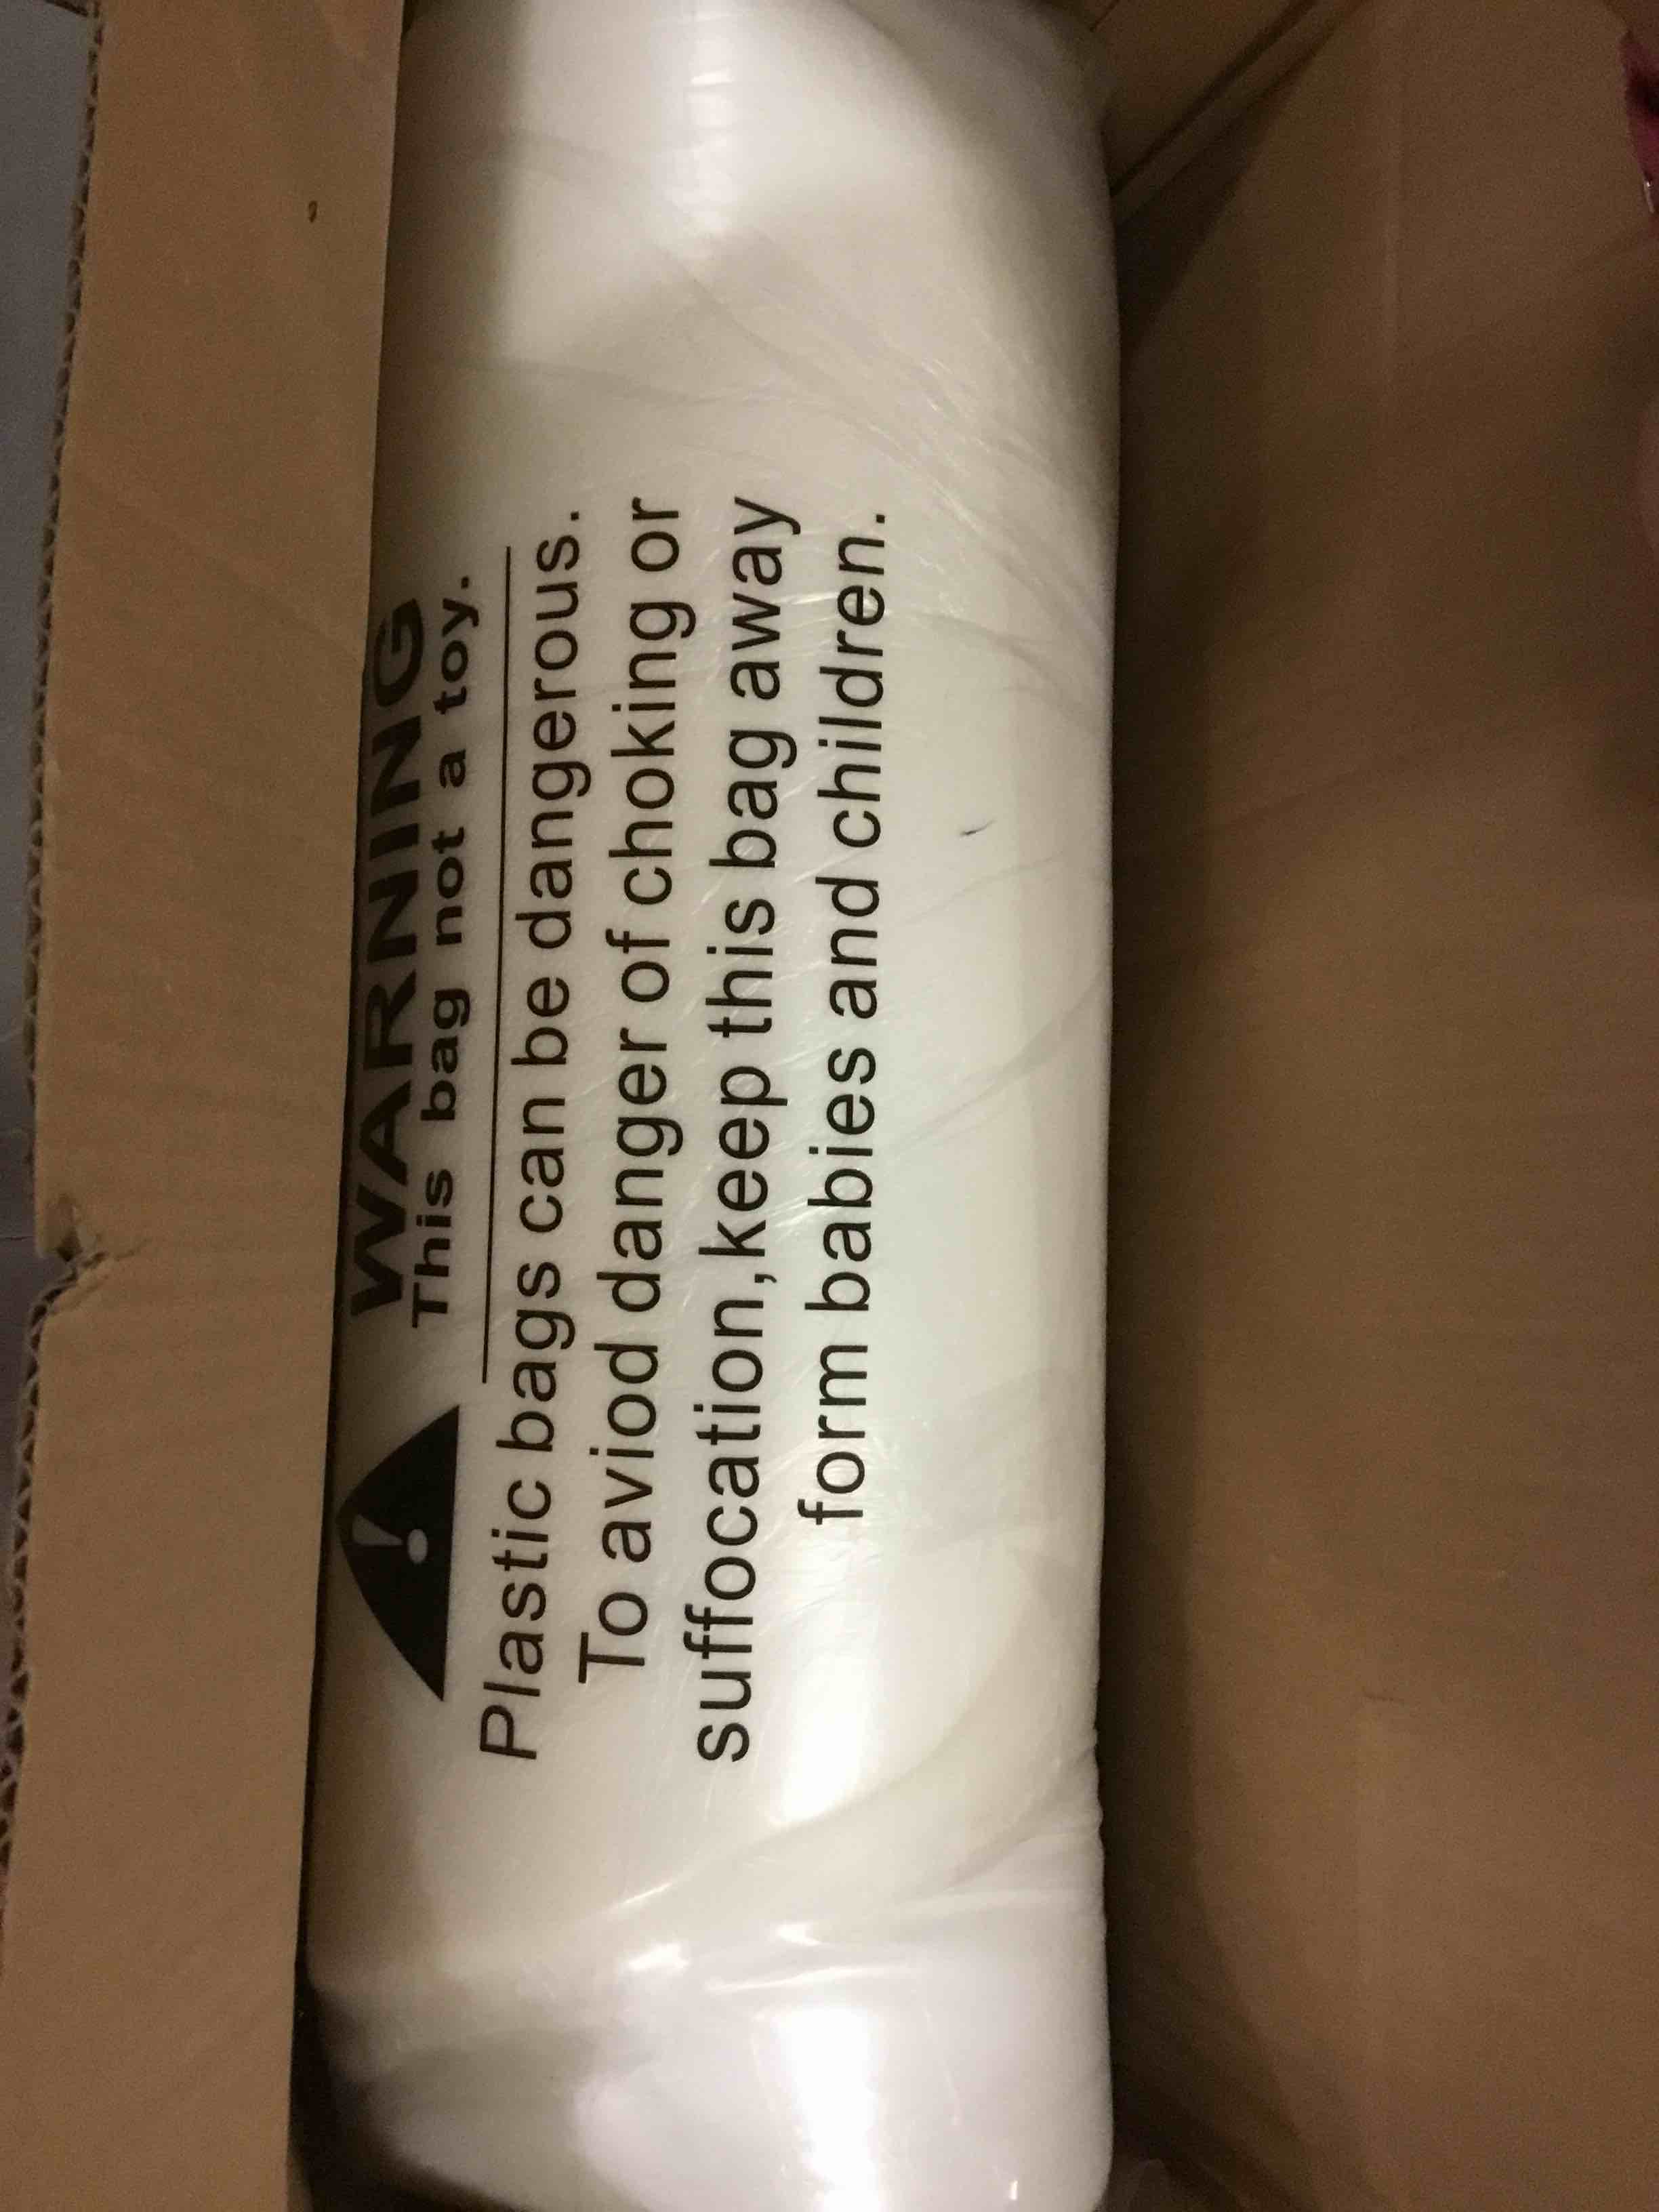 WARNING
This bag not a toy.
Plastic bags can be dangerous.
To aviod danger of choking or
suffocation,keep this bag away
form babies and children.